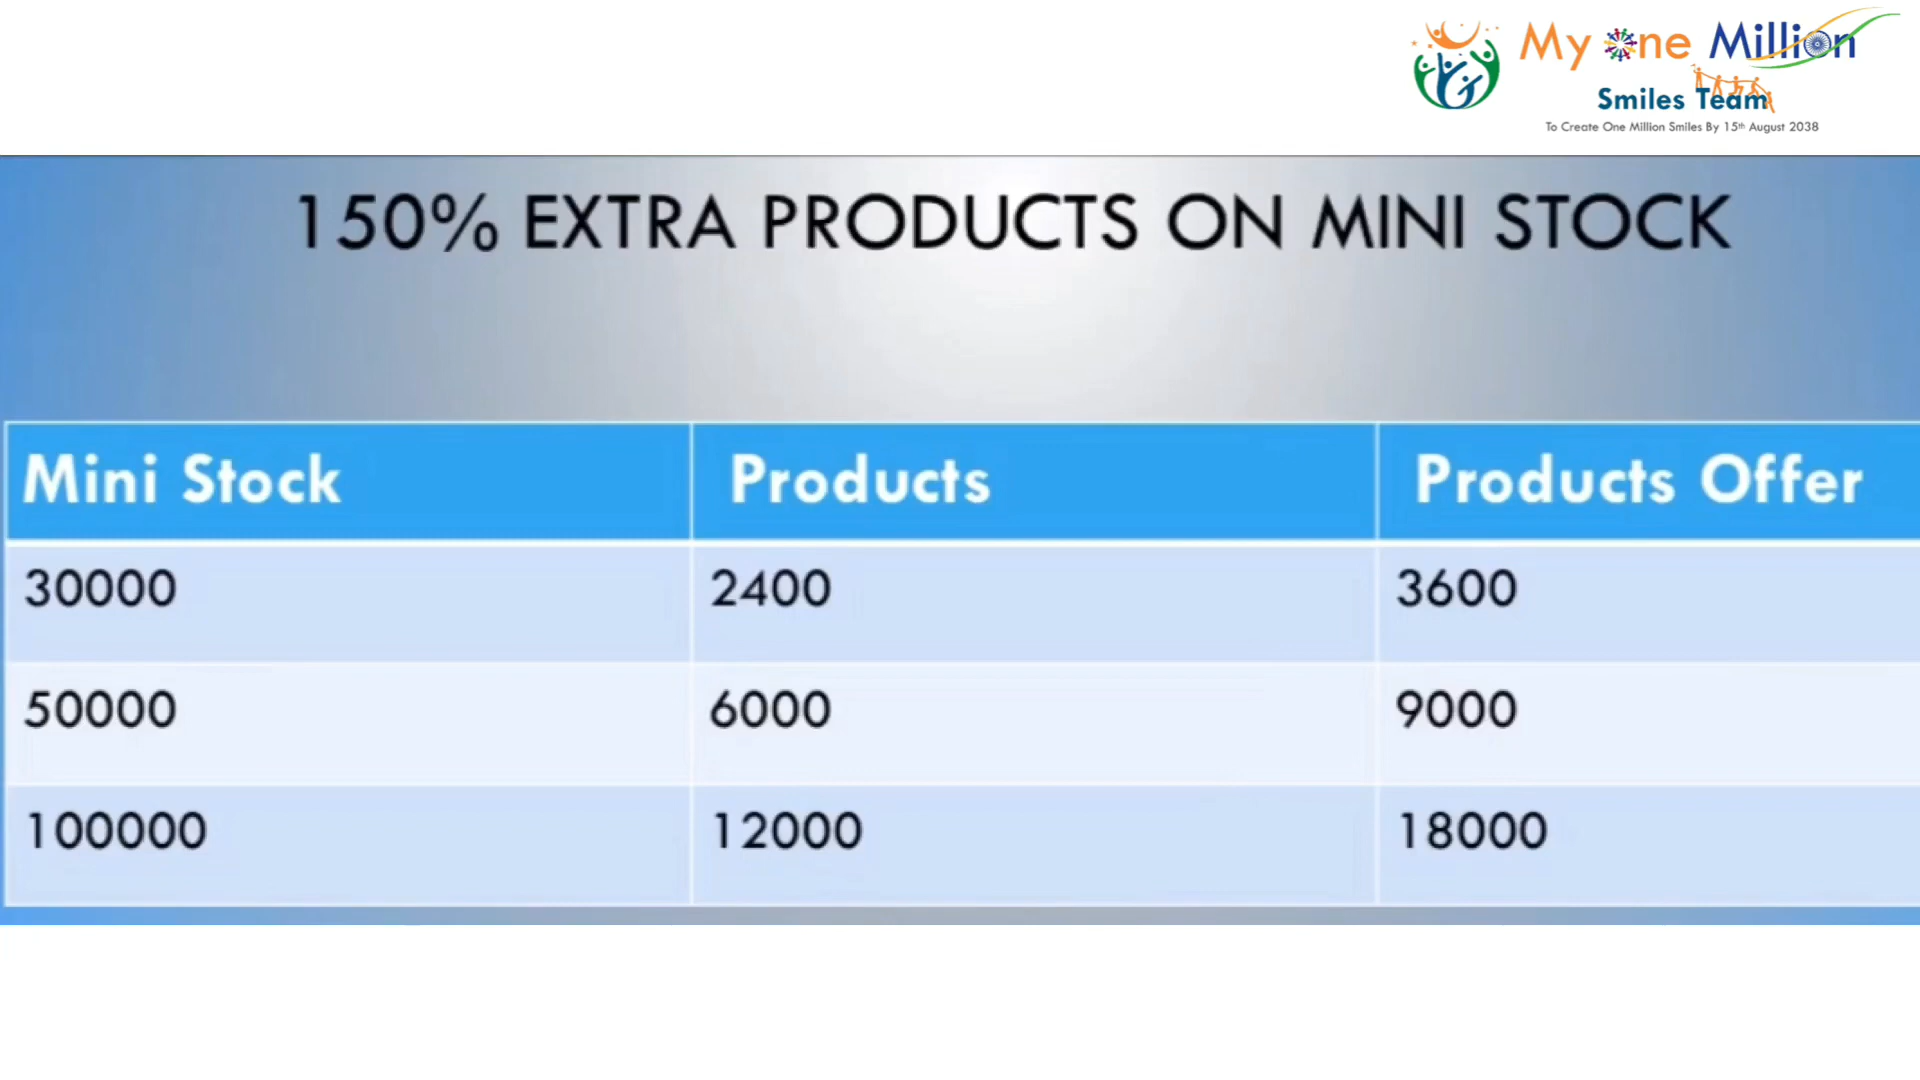 My One Million
Smiles Team
To Create One Million Smiles By 15th August 2038
150% EXTRA PRODUCTS ON MINI STOCK
Mini Stock Products Products Offer
30000 2400 3600
50000 6000 9000
100000 12000 18000